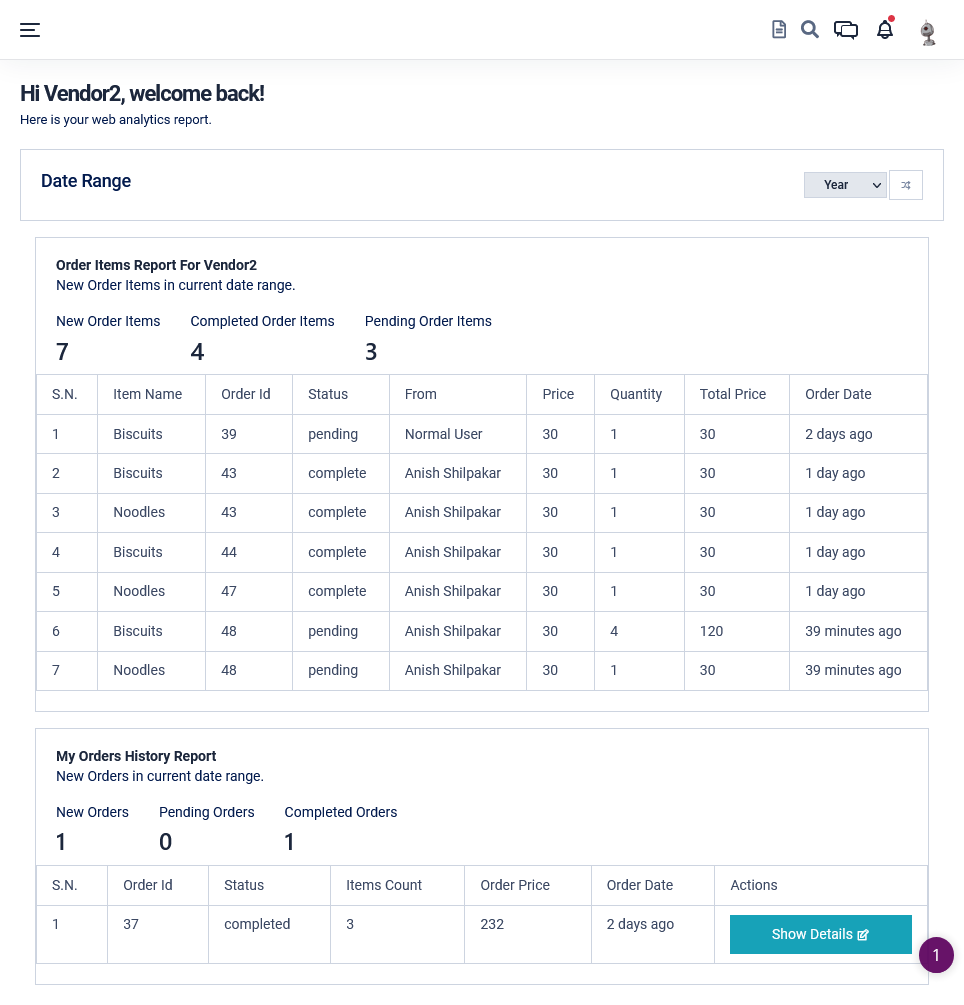 Hi Vendor2, welcome back!
Here is your web analytics report.
Date Range
Year
Order Items Report For Vendor2
New Order Items in current date range.
New Order Items Completed Order Items Pending Order Items
7 4 3
S.N. Item Name Order Id Status From Price Quantity Total Price Order Date
1 Biscuits 39 pending Normal User 30 1 30 2 days ago
2 Biscuits 43 complete Anish Shilpakar 30 1 30 1 day ago
3 Noodles 43 complete Anish Shilpakar 30 1 30 1 day ago
4 Biscuits 44 complete Anish Shilpakar 30 1 30 1 day ago
5 Noodles 47 complete Anish Shilpakar 30 1 30 1 day ago
6 Biscuits 48 pending Anish Shilpakar 30 4 120 39 minutes ago
7 Noodles 48 pending Anish Shilpakar 30 1 30 39 minutes ago
My Orders History Report
New Orders in current date range.
New Orders Pending Orders Completed Orders
1 0 1
S.N. Order Id Status Items Count Order Price Order Date Actions
1 37 completed 3 232 2 days ago Show Details
1